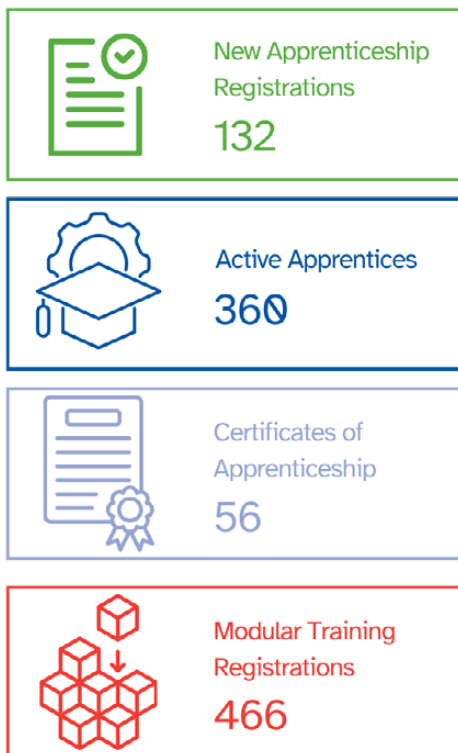 New Apprenticeship
Registrations
132
Active Apprentices
360
Certificates of
Apprenticeship
56
Modular Training
Registrations
466